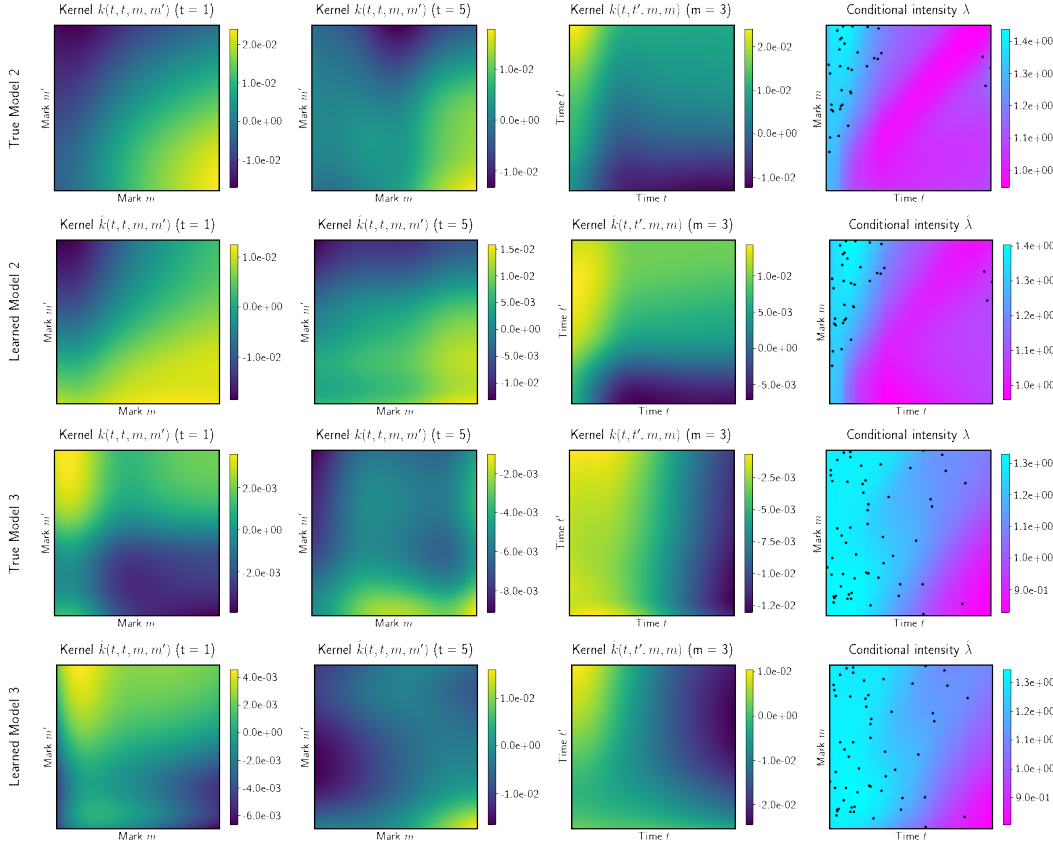 Kernel k(t, t, m, m′) (t = 1)
Kernel k(t, t, m, m′) (t = 5)
Kernel k(t, t′, m, m) (m = 3)
Conditional intensity λ
True Model 2
Mark m′
2.0e-02
1.0e-02
0.0e+00
-1.0e-02
Mark m
1.0e-02
0.0e+00
-1.0e-02
Mark m
Time t′
2.0e-02
1.0e-02
0.0e+00
-1.0e-02
Time t
Mark m
1.4e+00
1.3e+00
1.2e+00
1.1e+00
1.0e+00
Time t
Kernel k̂(t, t, m, m′) (t = 1)
Kernel k̂(t, t, m, m′) (t = 5)
Kernel k̂(t, t′. m, m) (m = 3)
Conditional intensity λ̂
Learned Model 2
Mark m′
1.0e-02
0.0e+00
-1.0e-02
Mark m
Mark m′
1.5e-02
1.0e-02
5.0e-03
0.0e+00
-5.0e-03
-1.0e-02
Mark m
Time t′
1.0e-02
5.0e-03
0.0e+00
-5.0e-03
Time t
Mark m
1.4e+00
1.3e+00
1.2e+00
1.1e+00
1.0e+00
Time t
Kernel k(t, t, m, m′) (t = 1)
Kernel k(t, t, m, m′) (t = 5)
Kernel k(t, t′. m, m) (m = 3)
Conditional intensity λ
True Model 3
Mark m′
2.0e-03
0.0e+00
-2.0e-03
Mark m
-2.0e-03
-4.0e-03
-6.0e-03
-8.0e-03
Mark m
Time t′
-2.5e-03
-5.0e-03
-7.5e-03
-1.0e-02
-1.2e-02
Time t
Mark m
1.3e+00
1.2e+00
1.1e+00
1.0e+00
9.0e-01
Time t
Kernel k̂(t, t, m, m′) (t = 1)
Kernel k̂(t, t, m, m′) (t = 5)
Kernel k̂(t, t′. m, m) (m = 3)
Conditional intensity λ̂
Learned Model 3
Mark m′
4.0e-03
2.0e-03
0.0e+00
-2.0e-03
-4.0e-03
-6.0e-03
Mark m
Mark m′
1.0e-02
0.0e+00
-1.0e-02
Mark m
Time t′
1.0e-02
0.0e+00
-1.0e-02
-2.0e-02
Time t
Mark m
1.3e+00
1.2e+00
1.1e+00
1.0e+00
9.0e-01
Time t